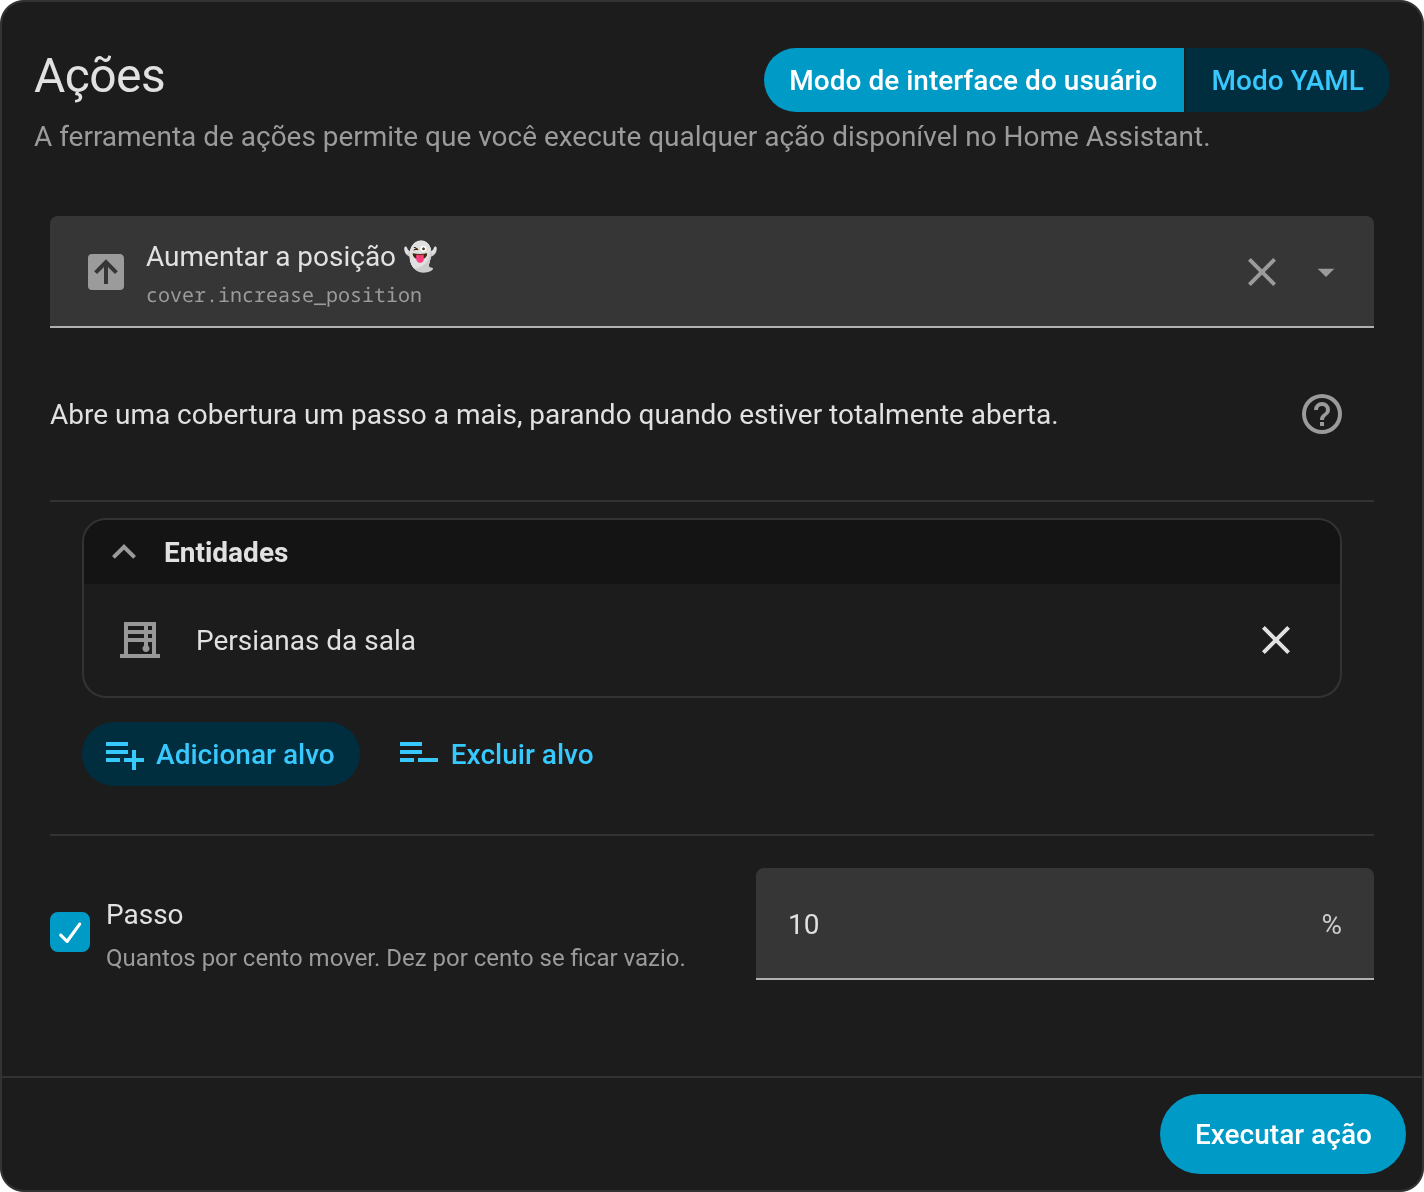 Ações
Modo de interface do usuário
Modo YAML
A ferramenta de ações permite que você execute qualquer ação disponível no Home Assistant.
Aumentar a posição 👻
cover.increase_position
Abre uma cobertura um passo a mais, parando quando estiver totalmente aberta.
Entidades
Persianas da sala
Adicionar alvo
Excluir alvo
Passo
Quantos por cento mover. Dez por cento se ficar vazio.
10 %
Executar ação